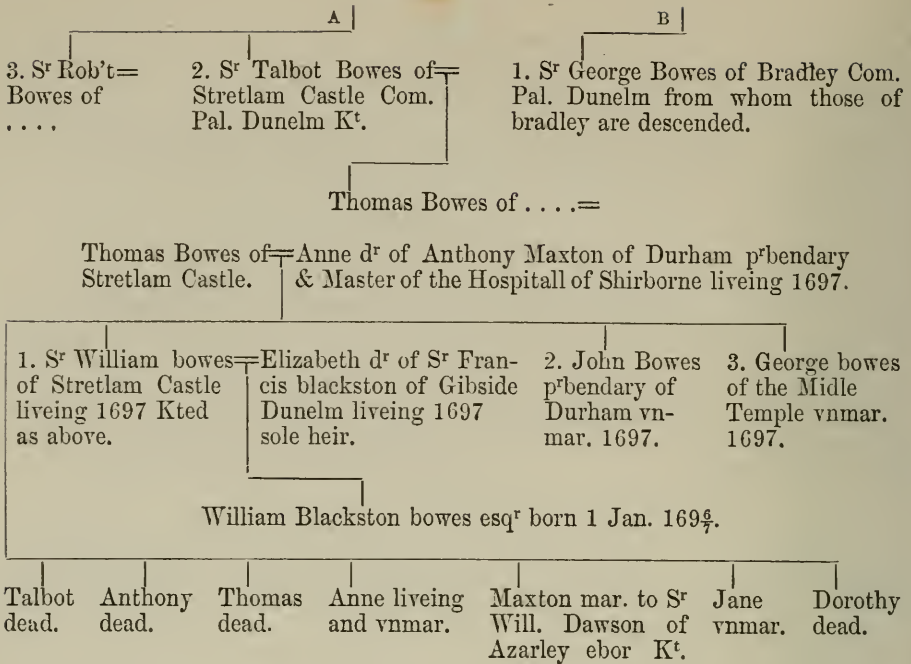 A
B
3. Sʳ Rob't=
Bowes of
. . . .
2. Sʳ Talbot Bowes of=
Stretlam Castle Com.
Pal. Dunelm Kᵗ.
1. Sʳ George Bowes of Bradley Com.
Pal. Dunelm from whom those of
bradley are descended.
Thomas Bowes of . . . .=
Thomas Bowes of=
Stretlam Castle.
Anne dʳ of Anthony Maxton of Durham pʳbendary
& Master of the Hospitall of Shirborne liveing 1697.
1. Sʳ William bowes=
of Stretlam Castle
liveing 1697 Kted
as above.
Elizabeth dʳ of Sʳ Fran-
cis blackston of Gibside
Dunelm liveing 1697
sole heir.
2. John Bowes
pʳbendary of
Durham vn-
mar. 1697.
3. George bowes
of the Midle
Temple vnmar.
1697.
William Blackston bowes esqʳ born 1 Jan. 169⁶⁄₇.
Talbot
dead.
Anthony
dead.
Thomas
dead.
Anne liveing
and vnmar.
Maxton mar. to Sʳ
Will. Dawson of
Azarley ebor Kᵗ.
Jane
vnmar.
Dorothy
dead.